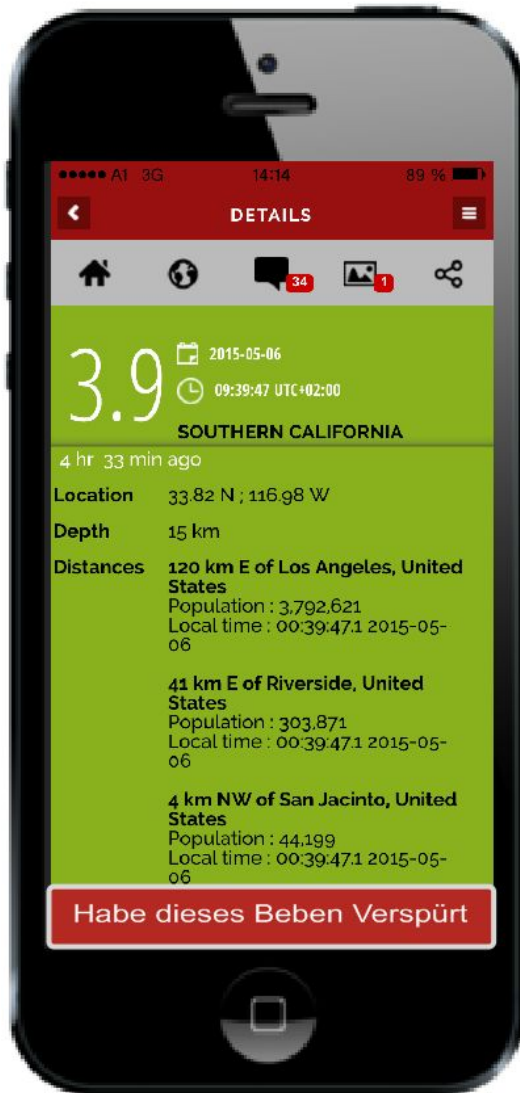 A1 3G 14:14 89 %
DETAILS
34 1
3.9
2015-05-06
09:39:47 UTC+02:00
SOUTHERN CALIFORNIA
4 hr 33 min ago
Location 33.82 N ; 116.98 W
Depth 15 km
Distances 120 km E of Los Angeles, United
States
Population : 3,792,621
Local time : 00:39:47.1 2015-05-
06
41 km E of Riverside, United
States
Population : 303,871
Local time : 00:39:47.1 2015-05-
06
4 km NW of San Jacinto, United
States
Population : 44,199
Local time : 00:39:47.1 2015-05-
06
Habe dieses Beben Verspürt